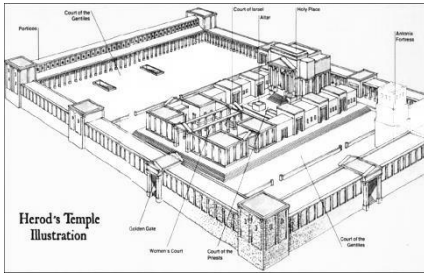 Court of the
Gentiles
Court of Israel
Altar
Holy Place
Porticos
Antonia
Fortress
Herod's Temple
Illustration
Golden Gate
Women's Court
Court of the
Priests
Court of the
Gentiles